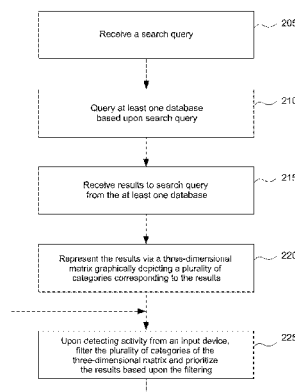 205
Receive a search query
210
Query at least one database
based upon search query
215
Receive results to search query
from the at least one database
220
Represent the results via a three-dimensional
matrix graphically depicting a plurality of
categories corresponding to the results
225
Upon detecting activity from an input device,
filter the plurality of categories of the
three-dimensional matrix and prioritize
the results based upon the filtering